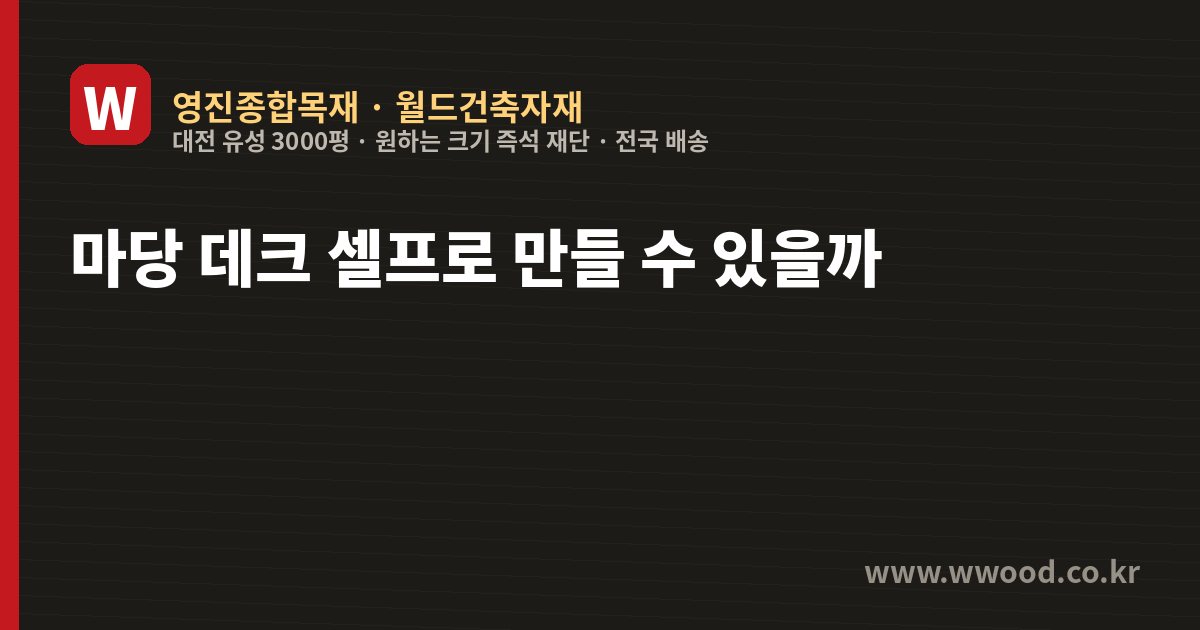 W
영진종합목재 · 월드건축자재
대전 유성 3000평 · 원하는 크기 즉석 재단 · 전국 배송
마당 데크 셀프로 만들 수 있을까
www.wwood.co.kr